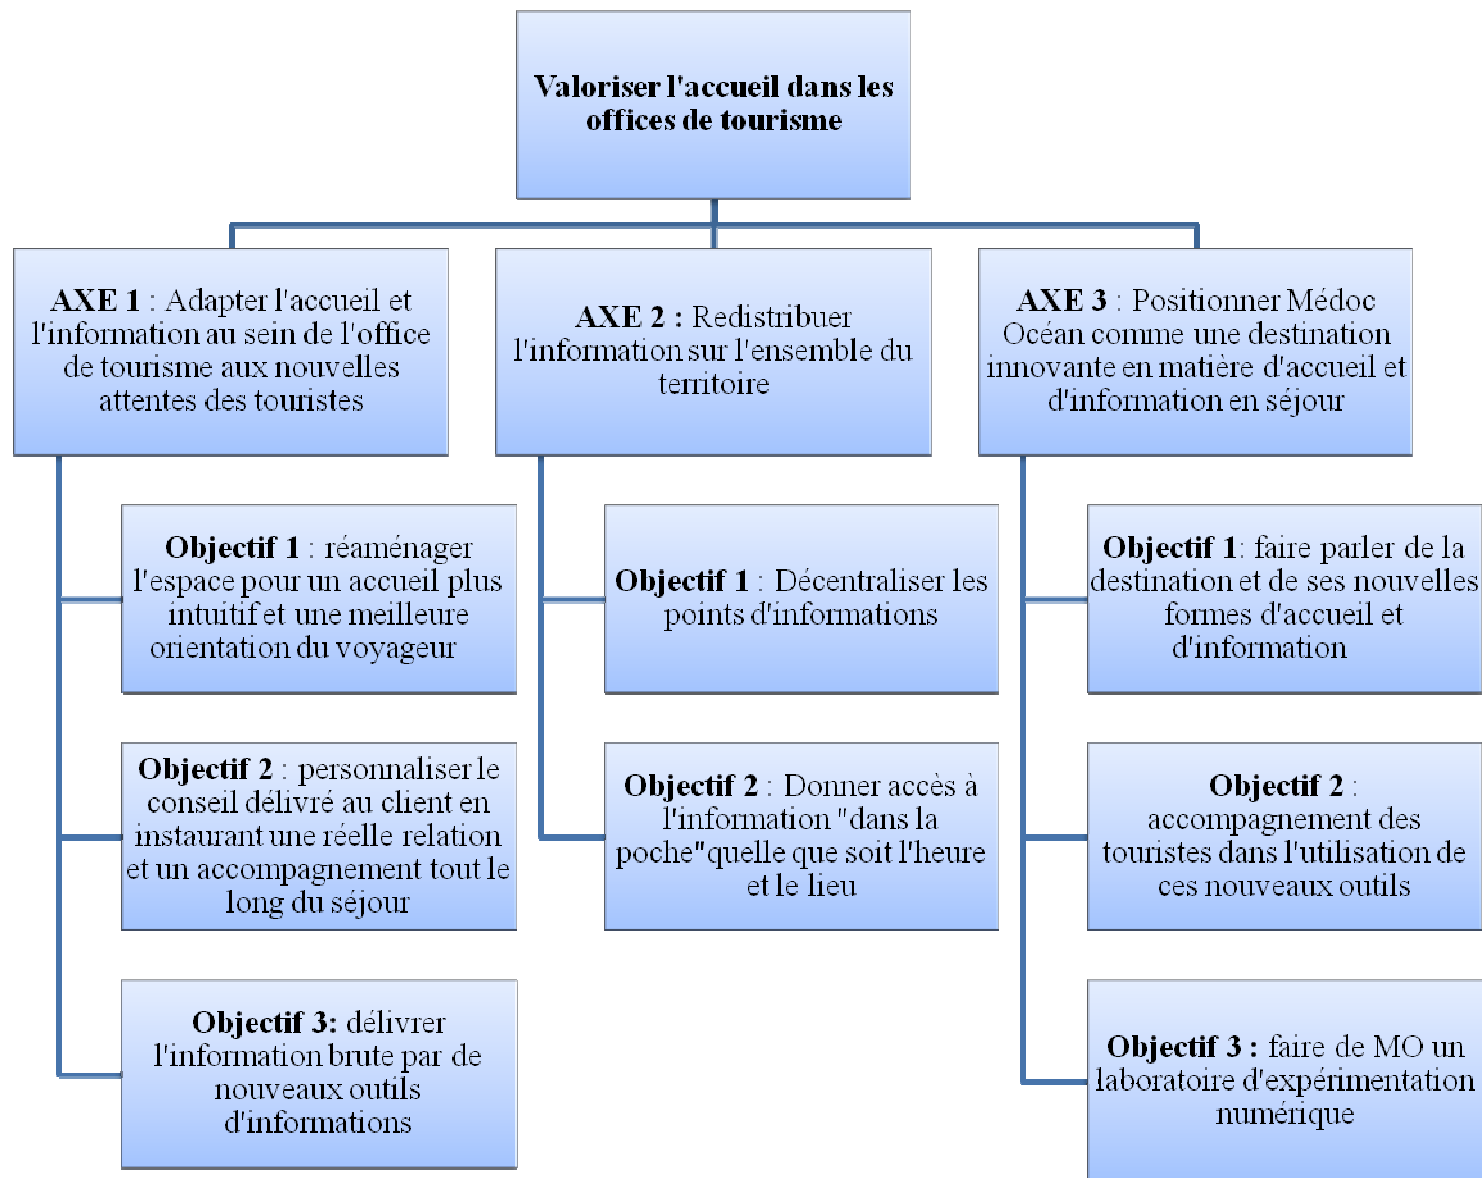 Valoriser l'accueil dans les
offices de tourisme
AXE 1 : Adapter l'accueil et
l'information au sein de l'office
de tourisme aux nouvelles
attentes des touristes
AXE 2 : Redistribuer
l'information sur l'ensemble du
territoire
AXE 3 : Positionner Médoc
Océan comme une destination
innovante en matière d'accueil et
d'information en séjour
Objectif 1 : réaménager
l'espace pour un accueil plus
intuitif et une meilleure
orientation du voyageur
Objectif 2 : personnaliser le
conseil délivré au client en
instaurant une réelle relation
et un accompagnement tout le
long du séjour
Objectif 3: délivrer
l'information brute par de
nouveaux outils
d'informations
Objectif 1 : Décentraliser les
points d'informations
Objectif 2 : Donner accès à
l'information "dans la
poche"quelle que soit l'heure
et le lieu
Objectif 1: faire parler de la
destination et de ses nouvelles
formes d'accueil et
d'information
Objectif 2 :
accompagnement des
touristes dans l'utilisation de
ces nouveaux outils
Objectif 3 : faire de MO un
laboratoire d'expérimentation
numérique